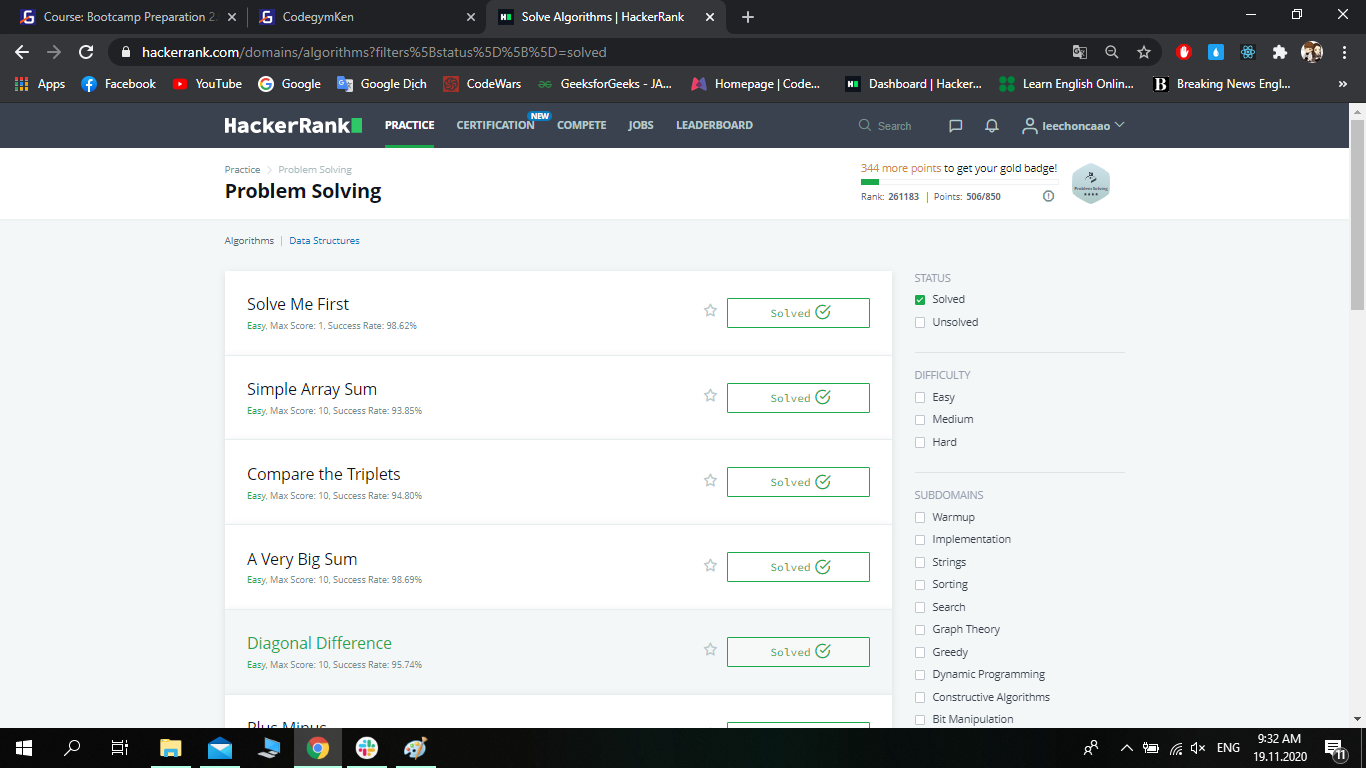 Course: Bootcamp Preparation 2.
CodegymKen
Solve Algorithms | HackerRank
hackerrank.com/domains/algorithms?filters%5Bstatus%5D%5B%5D=solved
Apps Facebook YouTube Google Google Dịch CodeWars GeeksforGeeks - JA... Homepage | Code... Dashboard | Hacker... Learn English Onlin... B Breaking News Engl... »
HackerRank PRACTICE CERTIFICATION NEW COMPETE JOBS LEADERBOARD Search leechoncaao
Practice > Problem Solving
Problem Solving
344 more points to get your gold badge!
Rank: 261183 | Points: 506/850
Problem Solving
Algorithms | Data Structures
Solve Me First
Easy, Max Score: 1, Success Rate: 98.62%
Solved
Simple Array Sum
Easy, Max Score: 10, Success Rate: 93.85%
Solved
Compare the Triplets
Easy, Max Score: 10, Success Rate: 94.80%
Solved
A Very Big Sum
Easy, Max Score: 10, Success Rate: 98.69%
Solved
Diagonal Difference
Easy, Max Score: 10, Success Rate: 95.74%
Solved
Plus Minus
STATUS
Solved
Unsolved
DIFFICULTY
Easy
Medium
Hard
SUBDOMAINS
Warmup
Implementation
Strings
Sorting
Search
Graph Theory
Greedy
Dynamic Programming
Constructive Algorithms
Bit Manipulation
ENG
9:32 AM
19.11.2020
11